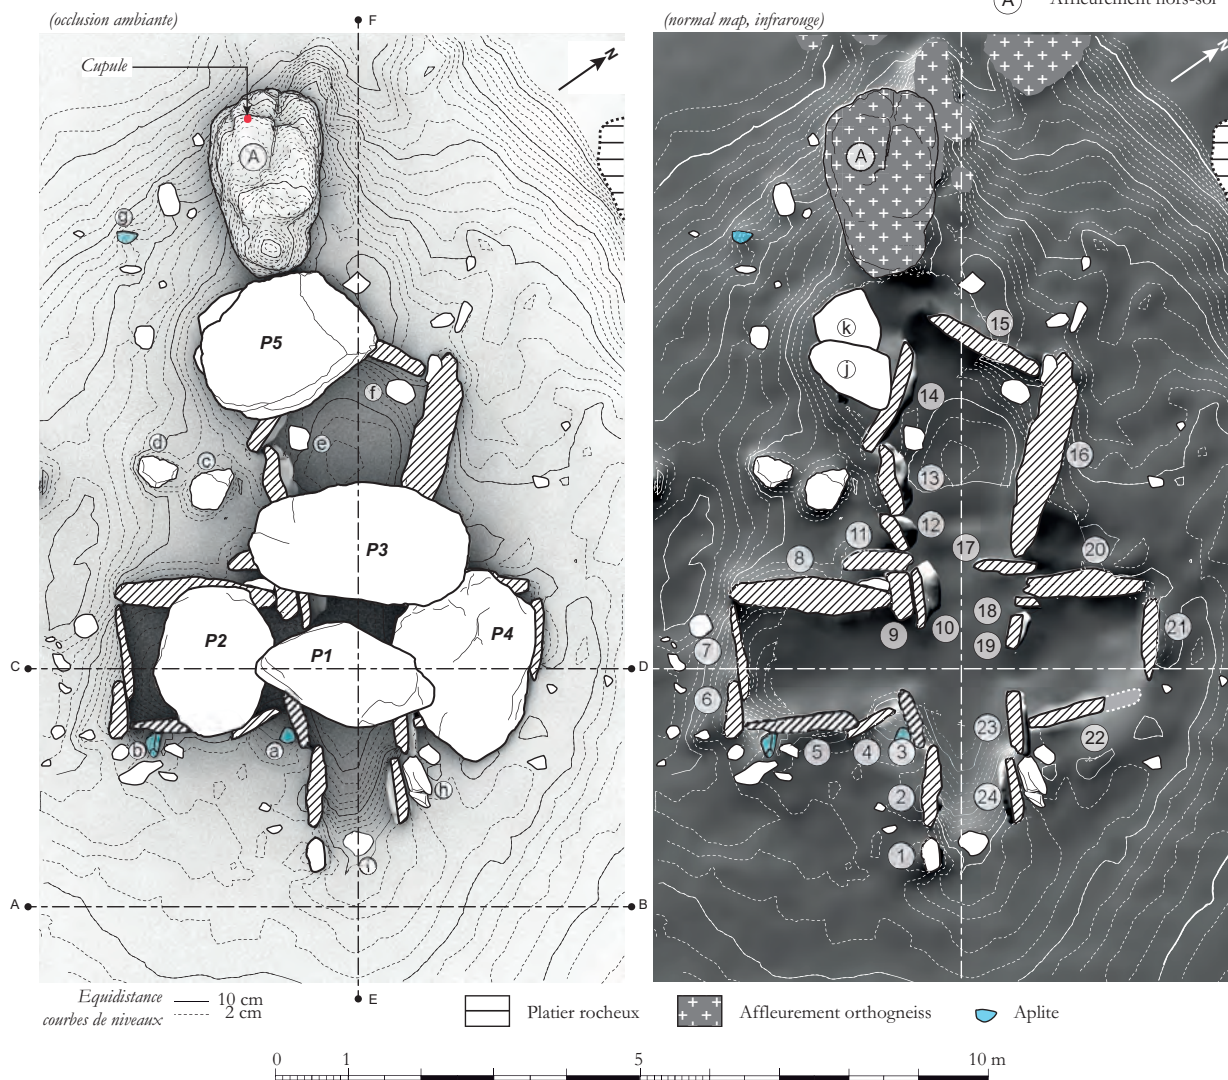 A Affleurement hors-sol
(occlusion ambiante)
F
(normal map, infrarouge)
Cupule
N
N
A
A
g
P5
k
j
15
f
14
16
e
d
c
13
12
11
P3
17
20
8
18
P2
P4
9
10
19
21
7
P1
C
D
6
23
22
b
a
5
4
3
h
2
24
i
1
A
B
E
Equidistance
courbes de niveaux
10 cm
2 cm
Platier rocheux
Affleurement orthogneiss
Aplite
0 1 5 10 m